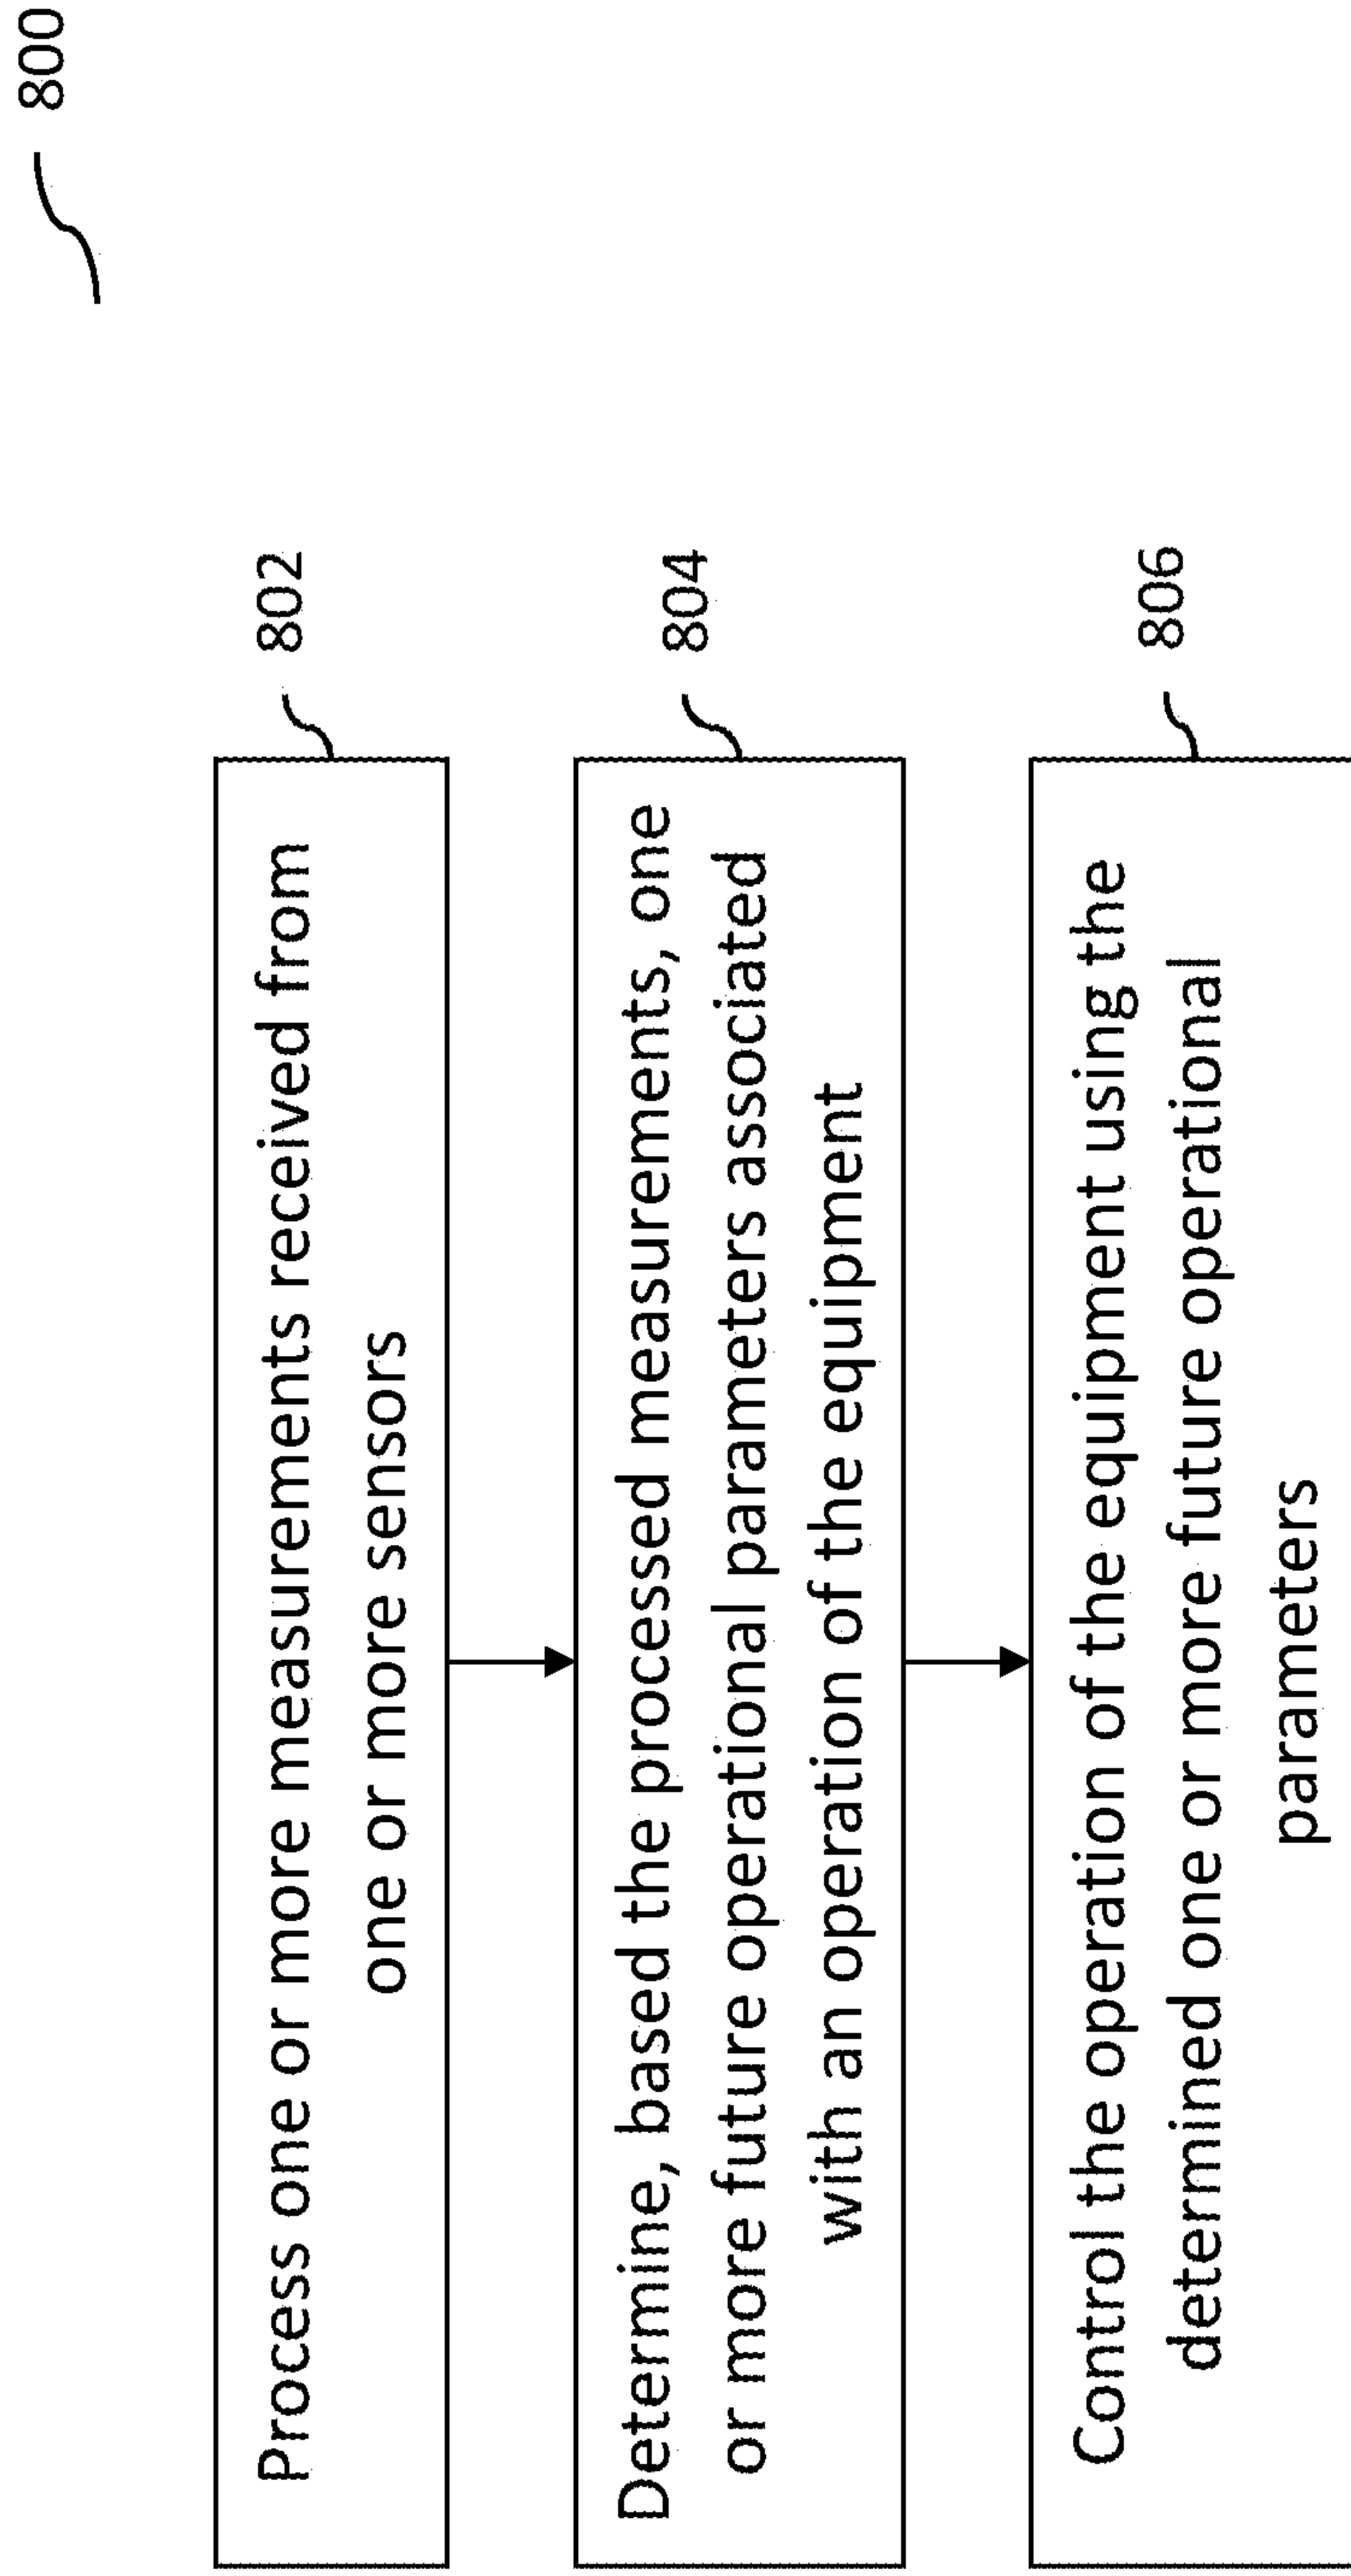 800
Process one or more measurements received from
one or more sensors
802
Determine, based the processed measurements, one
or more future operational parameters associated
with an operation of the equipment
804
Control the operation of the equipment using the
determined one or more future operational
parameters
806